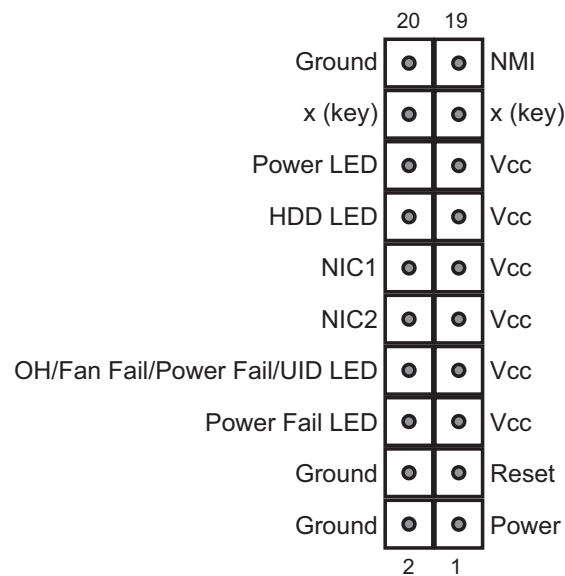 20 19
Ground NMI
x (key) x (key)
Power LED Vcc
HDD LED Vcc
NIC1 Vcc
NIC2 Vcc
OH/Fan Fail/Power Fail/UID LED Vcc
Power Fail LED Vcc
Ground Reset
Ground Power
2 1